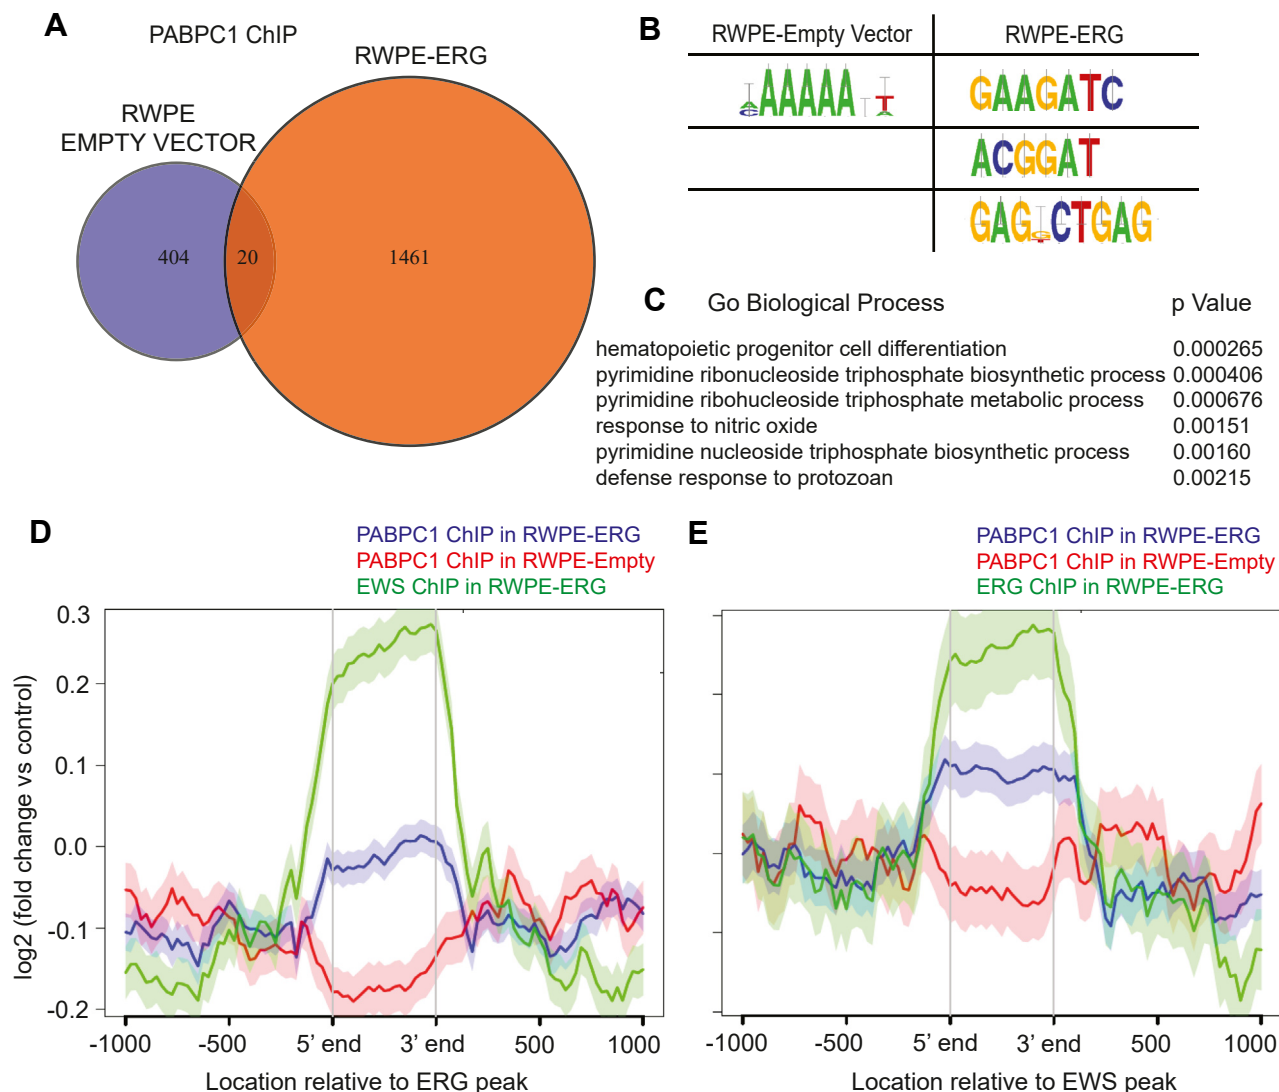 A
PABPC1 ChIP
RWPE-ERG
RWPE
EMPTY VECTOR
404
20
1461
B
RWPE-Empty Vector
RWPE-ERG
AAAAA T
GAAGATC
ACGGAT
GAG CTGAG
C
Go Biological Process
p Value
hematopoietic progenitor cell differentiation 0.000265
pyrimidine ribonucleoside triphosphate biosynthetic process 0.000406
pyrimidine ribohucleoside triphosphate metabolic process 0.000676
response to nitric oxide 0.00151
pyrimidine nucleoside triphosphate biosynthetic process 0.00160
defense response to protozoan 0.00215
D
PABPC1 ChIP in RWPE-ERG
PABPC1 ChIP in RWPE-Empty
EWS ChIP in RWPE-ERG
log2 (fold change vs control)
0.3
0.2
0.1
0.0
-0.1
-0.2
-1000 -500 5' end 3' end 500 1000
Location relative to ERG peak
E
PABPC1 ChIP in RWPE-ERG
PABPC1 ChIP in RWPE-Empty
ERG ChIP in RWPE-ERG
-1000 -500 5' end 3' end 500 1000
Location relative to EWS peak